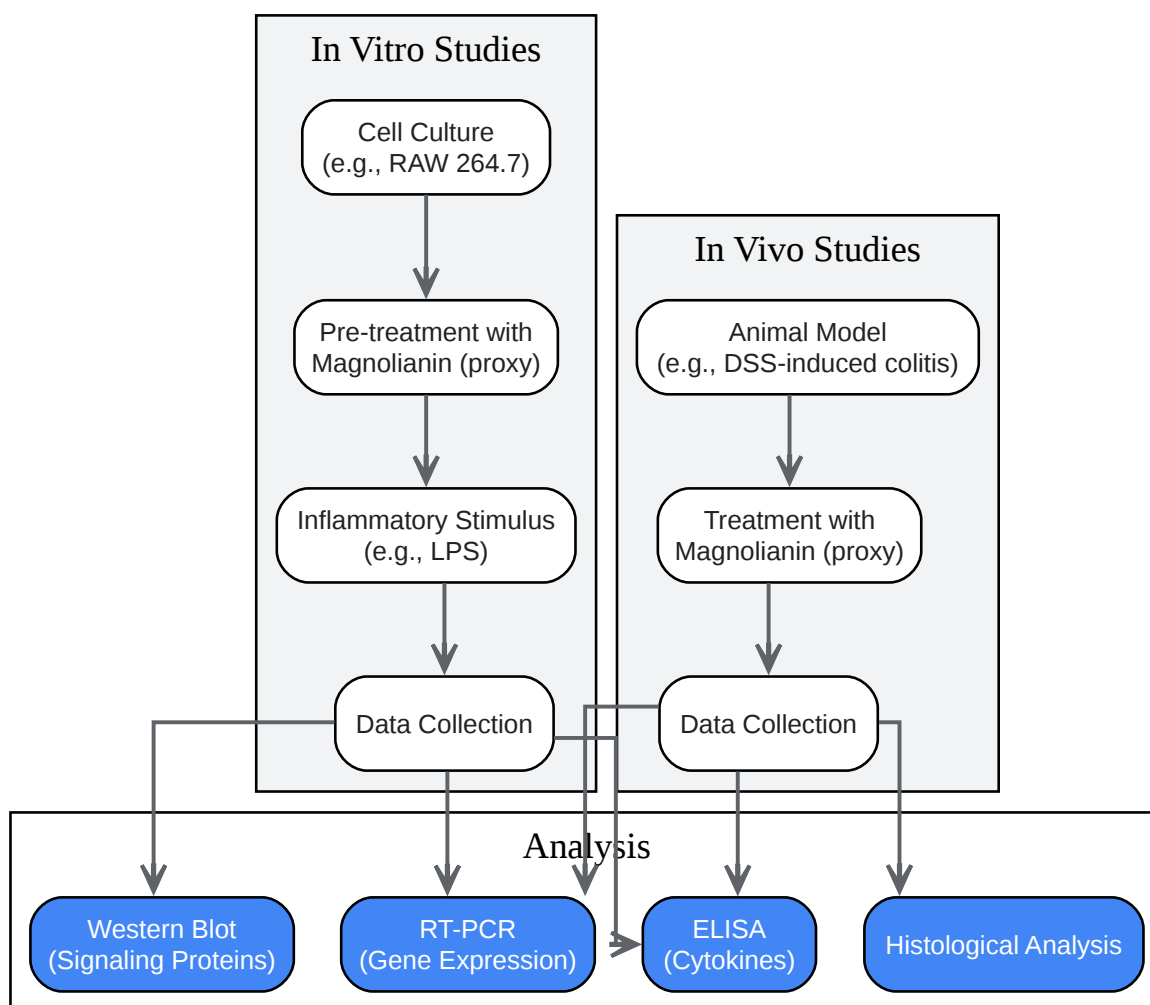 In Vitro Studies
Cell Culture
(e.g., RAW 264.7)
Pre-treatment with
Magnolianin (proxy)
Inflammatory Stimulus
(e.g., LPS)
Data Collection
In Vivo Studies
Animal Model
(e.g., DSS-induced colitis)
Treatment with
Magnolianin (proxy)
Data Collection
Analysis
Western Blot
(Signaling Proteins)
RT-PCR
(Gene Expression)
ELISA
(Cytokines)
Histological Analysis